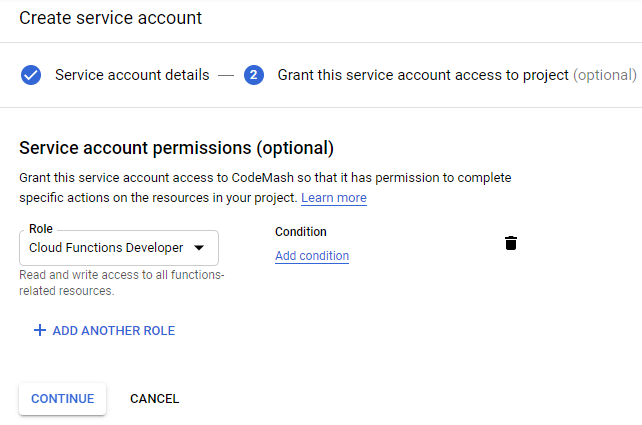 Create service account
Service account details — 2 Grant this service account access to project (optional)
Service account permissions (optional)
Grant this service account access to CodeMash so that it has permission to complete
specific actions on the resources in your project. Learn more
Role
Cloud Functions Developer
Condition
Add condition
Read and write access to all functions-
related resources.
+ ADD ANOTHER ROLE
CONTINUE CANCEL